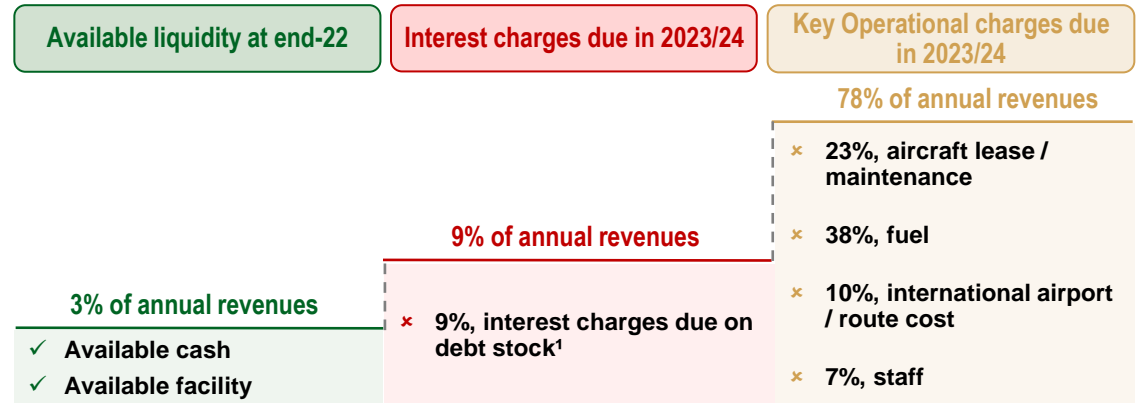 Available liquidity at end-22
Interest charges due in 2023/24
Key Operational charges due
in 2023/24
78% of annual revenues
× 23%, aircraft lease /
maintenance
× 38%, fuel
× 10%, international airport
/ route cost
× 7%, staff
9% of annual revenues
× 9%, interest charges due on
debt stock¹
3% of annual revenues
✓ Available cash
✓ Available facility